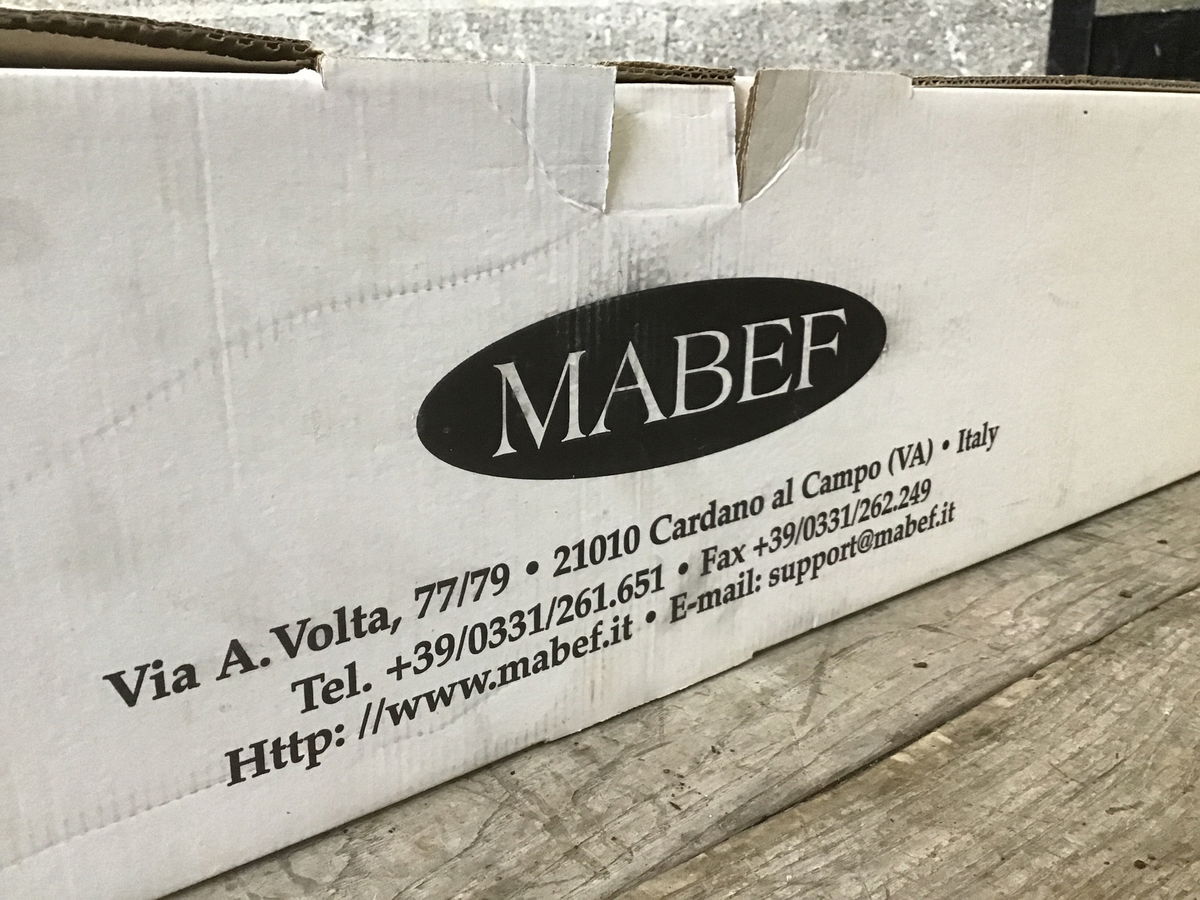 MABEF
Via A. Volta, 77/79 • 21010 Cardano al Campo (VA) • Italy
Tel. +39/0331/261.651 • Fax +39/0331/262.249
Http: //www.mabef.it • E-mail: support@mabef.it